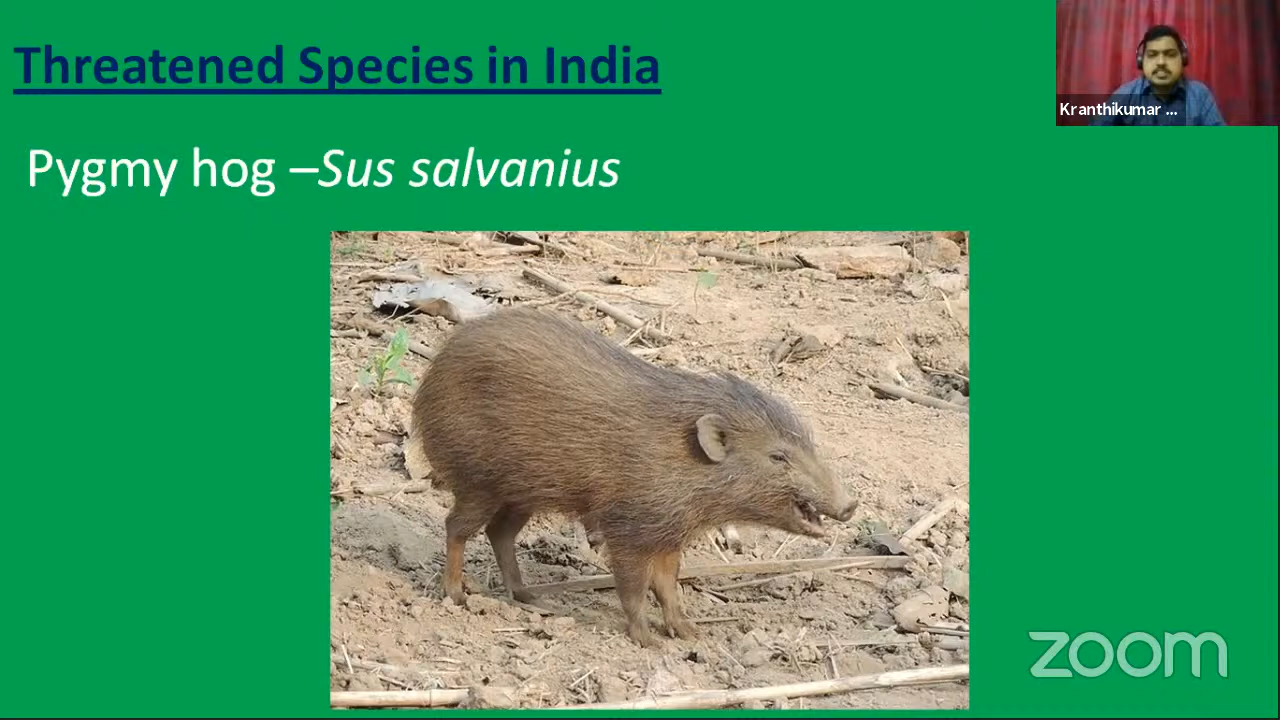 Threatened Species in India
Kranthikumar ...
Pygmy hog –Sus salvanius
zoom